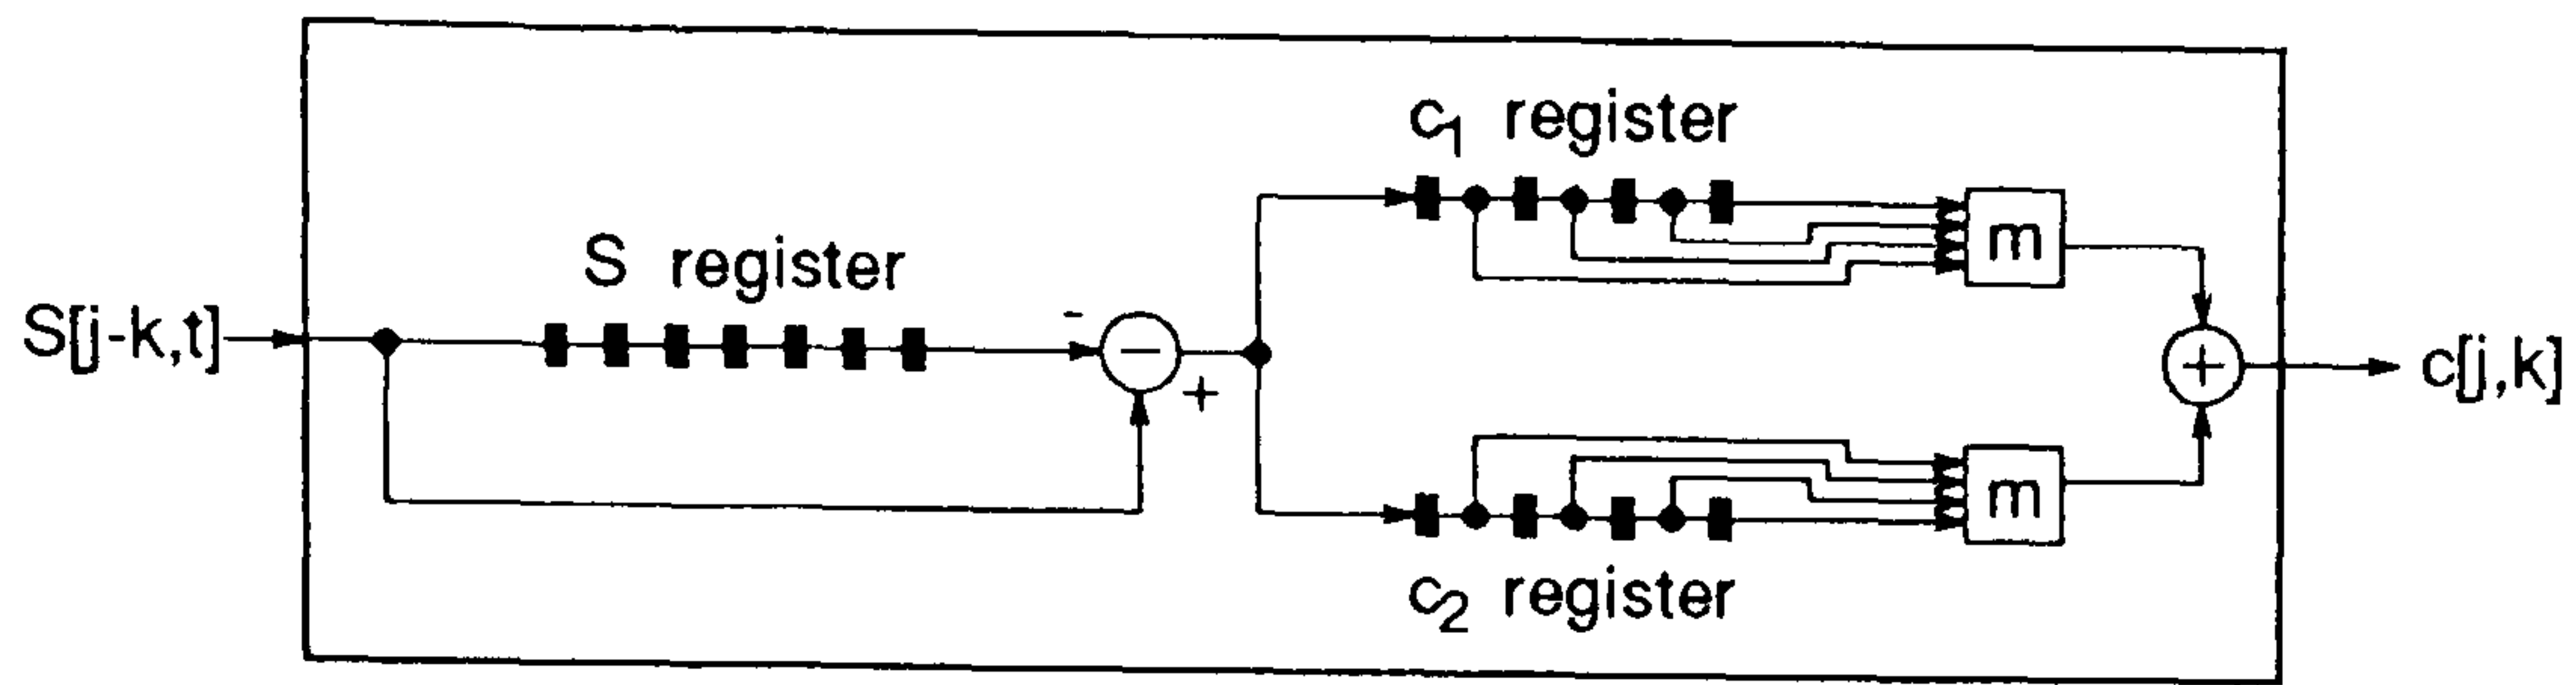 c₁ register
m
S register
S[j-k,t]
-
−
+
+
c[j,k]
m
c₂ register